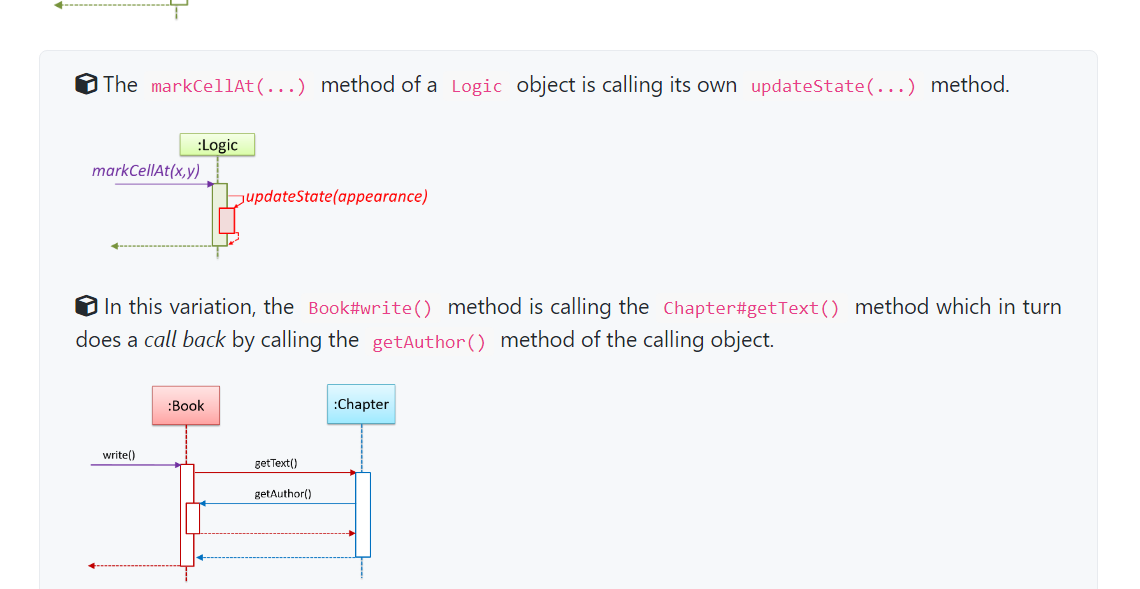 The markCellAt(...) method of a Logic object is calling its own updateState(...) method.
:Logic
markCellAt(x,y)
updateState(appearance)
In this variation, the Book#write() method is calling the Chapter#getText() method which in turn
does a call back by calling the getAuthor() method of the calling object.
:Book
:Chapter
write()
getText()
getAuthor()